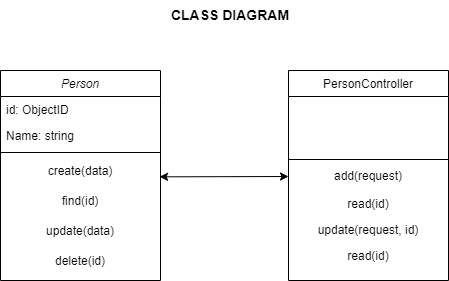 CLASS DIAGRAM
Person
id: ObjectID
Name: string
create(data)
find(id)
update(data)
delete(id)
PersonController
add(request)
read(id)
update(request, id)
read(id)